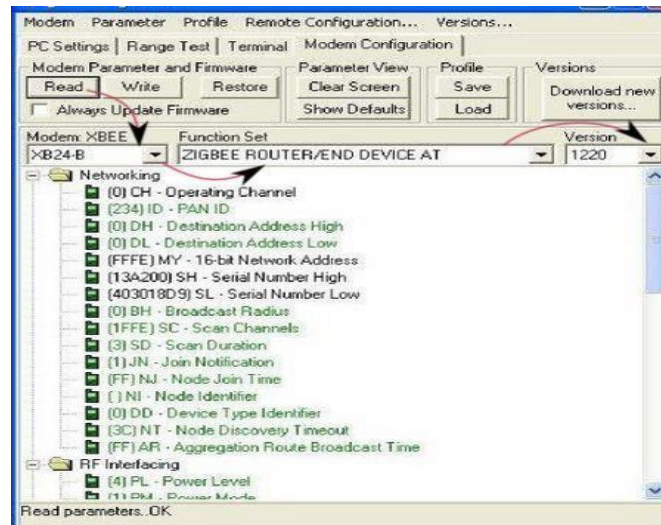 Modem Parameter Profile Remote Configuration... Versions...
PC Settings Range Test Terminal Modem Configuration
Modem Parameter and Firmware Parameter View Profile Versions
Read Write Restore Clear Screen Save Download new versions...
Always Update Firmware Show Defaults Load
Modem: XBEE Function Set Version
XB24-B ZIGBEE ROUTER/END DEVICE AT 1220
Networking
(0) CH - Operating Channel
(234) ID - PAN ID
(0) DH - Destination Address High
(0) DL - Destination Address Low
(FFFE) MY - 16-bit Network Address
(13A200) SH - Serial Number High
(403018D9) SL - Serial Number Low
(0) BH - Broadcast Radius
(1FFE) SC - Scan Channels
(3) SD - Scan Duration
(1) JN - Join Notification
(FF) NJ - Node Join Time
( ) NI - Node Identifier
(0) DD - Device Type Identifier
(3C) NT - Node Discovery Timeout
(FF) AR - Aggregation Route Broadcast Time
RF Interfacing
(4) PL - Power Level
(1) PM - Power Mode
Read parameters..OK